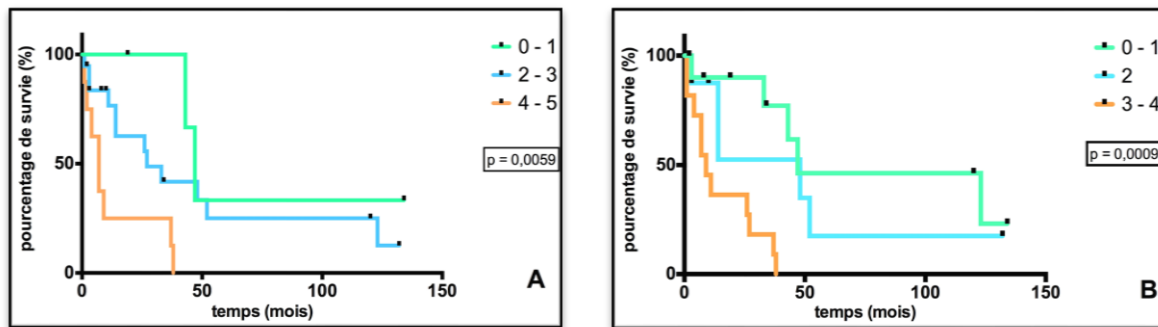 pourcentage de survie (%)
100
50
0
0 50 100 150
temps (mois)
0 - 1
2 - 3
4 - 5
p = 0,0059
A
pourcentage de survie (%)
100
50
0
0 50 100 150
temps (mois)
0 - 1
2
3 - 4
p = 0,0009
B